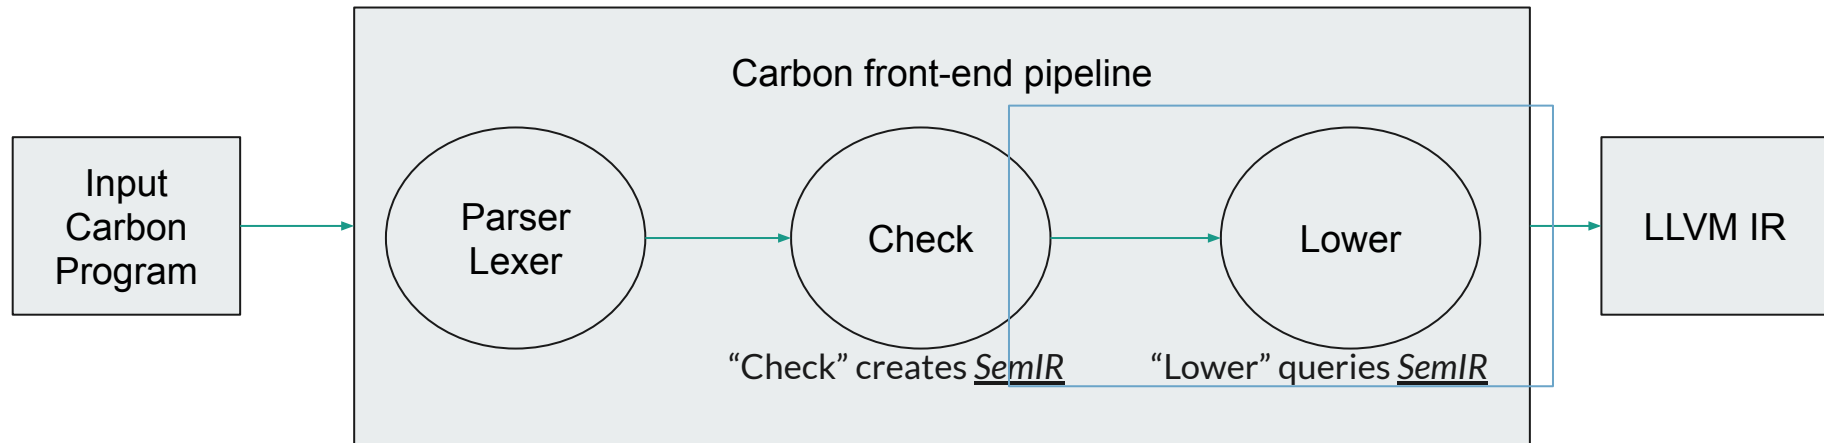 Carbon front-end pipeline
Input
Carbon
Program
Parser
Lexer
Check
Lower
LLVM IR
“Check” creates SemIR
“Lower” queries SemIR